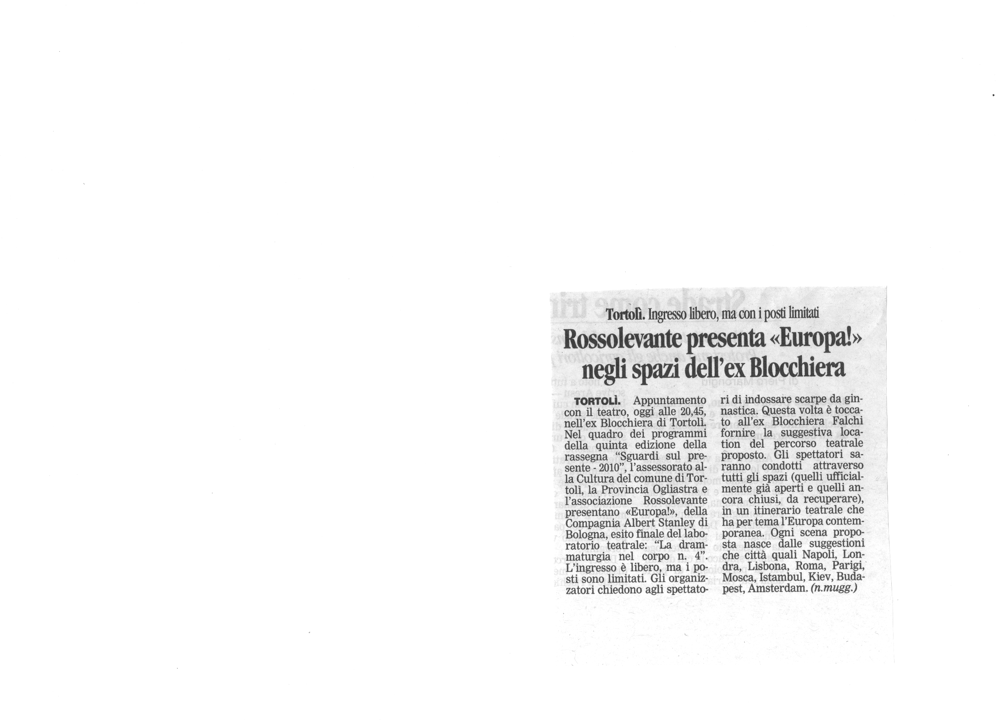 Tortolì. Ingresso libero, ma con i posti limitati
Rossolevante presenta «Europa!»
negli spazi dell'ex Blocchiera
TORTOLÌ. Appuntamento
con il teatro, oggi alle 20,45,
nell'ex Blocchiera di Tortolì.
Nel quadro dei programmi
della quinta edizione della
rassegna “Sguardi sul pre-
sente - 2010”, l'assessorato al-
la Cultura del comune di Tor-
tolì, la Provincia Ogliastra e
l'associazione Rossolevante
presentano «Europa!», della
Compagnia Albert Stanley di
Bologna, esito finale del labo-
ratorio teatrale: “La dram-
maturgia nel corpo n. 4”.
L'ingresso è libero, ma i po-
sti sono limitati. Gli organiz-
zatori chiedono agli spettato-
ri di indossare scarpe da gin-
nastica. Questa volta è tocca-
to all'ex Blocchiera Falchi
fornire la suggestiva loca-
tion del percorso teatrale
proposto. Gli spettatori sa-
ranno condotti attraverso
tutti gli spazi (quelli ufficial-
mente già aperti e quelli an-
cora chiusi, da recuperare),
in un itinerario teatrale che
ha per tema l'Europa contem-
poranea. Ogni scena propo-
sta nasce dalle suggestioni
che città quali Napoli, Lon-
dra, Lisbona, Roma, Parigi,
Mosca, Istambul, Kiev, Buda-
pest, Amsterdam. (n.mugg.)